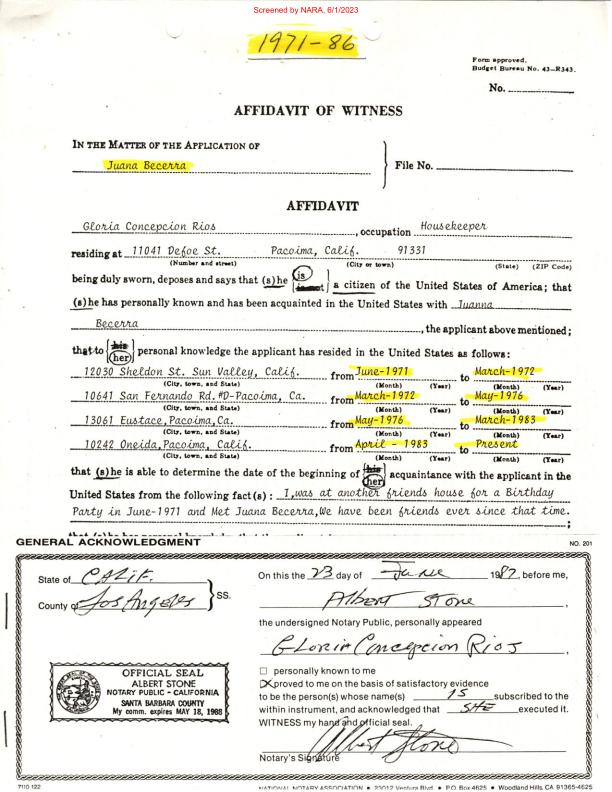 Screened by NARA, 6/1/2023
1971-86
Form approved.
Budget Bureau No. 43-R343.
No.
AFFIDAVIT OF WITNESS
IN THE MATTER OF THE APPLICATION OF
Juana Becerra
File No.
AFFIDAVIT
Gloria Concepcion Rios, occupation Housekeeper
residing at 11041 Defoe St. Pacoima, Calif. 91331
(Number and street) (City or town) (State) (ZIP Code)
being duly sworn, deposes and says that (s)he {is / is not} a citizen of the United States of America; that
(s)he has personally known and has been acquainted in the United States with Juanna
Becerra, the applicant above mentioned;
that to {his / her} personal knowledge the applicant has resided in the United States as follows:
12030 Sheldon St. Sun Valley, Calif. from June-1971 to March-1972
(City, town, and State) (Month) (Year) (Month) (Year)
10641 San Fernando Rd. #D-Pacoima, Ca. from March-1972 to May-1976
(City, town, and State) (Month) (Year) (Month) (Year)
13061 Eustace, Pacoima, Ca. from May-1976 to March-1983
(City, town, and State) (Month) (Year) (Month) (Year)
10242 Oneida, Pacoima, Calif. from April - 1983 to Present
(City, town, and State) (Month) (Year) (Month) (Year)
that (s)he is able to determine the date of the beginning of {his / her} acquaintance with the applicant in the
United States from the following fact(s): I,was at another friends house for a Birthday
Party in June-1971 and Met Juana Becerra,We have been friends ever since that time.
;
GENERAL ACKNOWLEDGMENT NO. 201
State of Calif.
County of Los Angeles
SS.
On this the 23 day of June 1987, before me,
Albert Stone,
the undersigned Notary Public, personally appeared
Gloria Concepcion Rios,
☐ personally known to me
☒ proved to me on the basis of satisfactory evidence
to be the person(s) whose name(s) is subscribed to the
within instrument, and acknowledged that SHE executed it.
WITNESS my hand and official seal.
Albert Stone
Notary's Signature
OFFICIAL SEAL
ALBERT STONE
NOTARY PUBLIC - CALIFORNIA
SANTA BARBARA COUNTY
My comm. expires MAY 18, 1988
7110 122
NATIONAL NOTARY ASSOCIATION • 23012 Ventura Blvd. • P.O. Box 4625 • Woodland Hills, CA 91365-4625